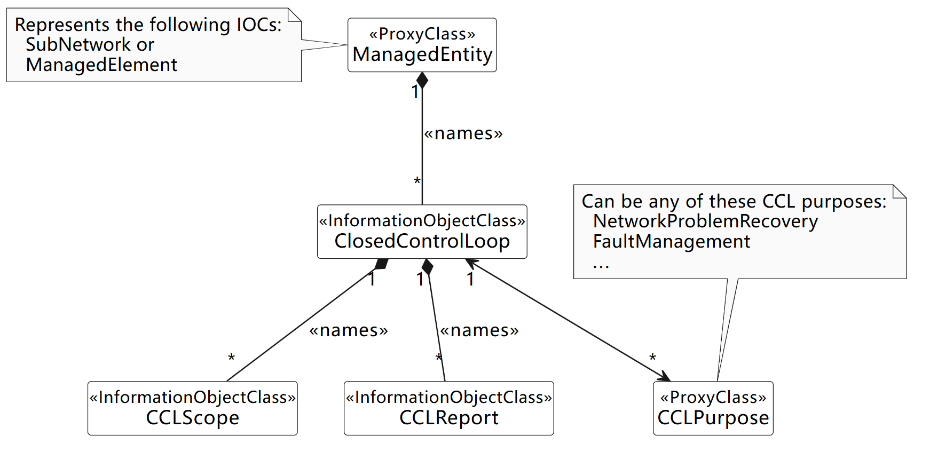 Represents the following IOCs:
SubNetwork or
ManagedElement
«ProxyClass»
ManagedEntity
1
«names»
*
Can be any of these CCL purposes:
NetworkProblemRecovery
FaultManagement
...
«InformationObjectClass»
ClosedControlLoop
1
1
1
«names»
«names»
*
*
*
«InformationObjectClass»
CCLScope
«InformationObjectClass»
CCLReport
«ProxyClass»
CCLPurpose